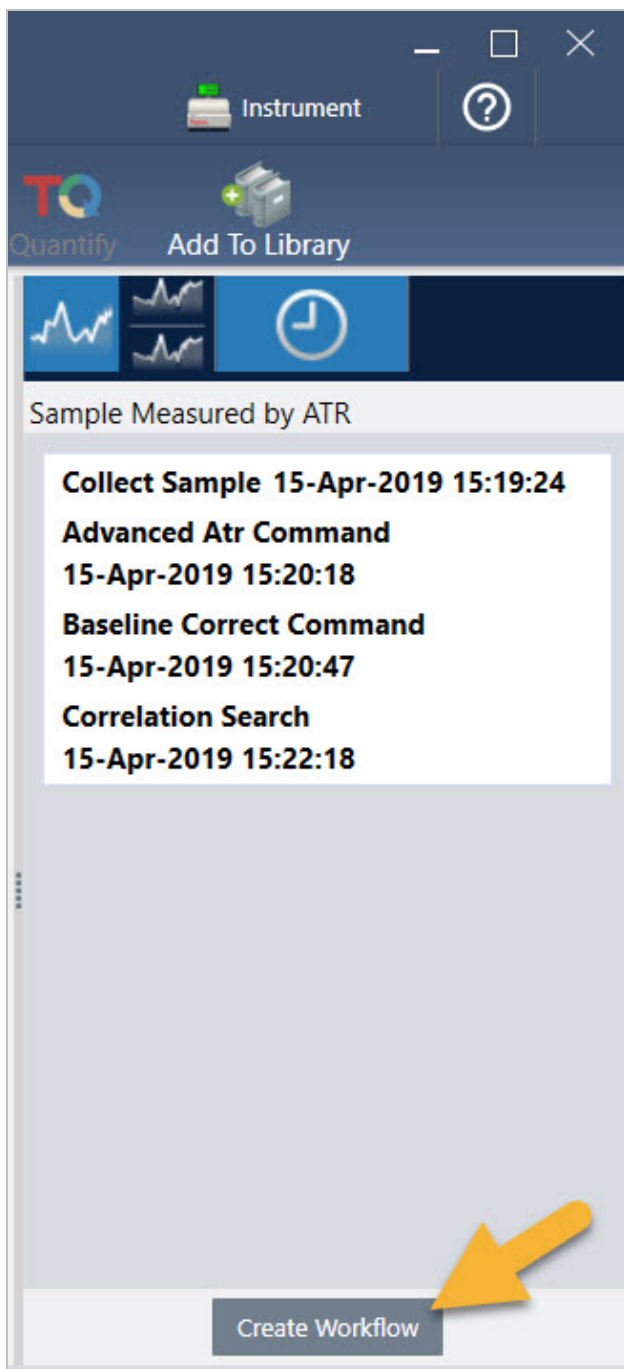 Instrument
TQ
Quantify
Add To Library
Sample Measured by ATR
Collect Sample 15-Apr-2019 15:19:24
Advanced Atr Command
15-Apr-2019 15:20:18
Baseline Correct Command
15-Apr-2019 15:20:47
Correlation Search
15-Apr-2019 15:22:18
Create Workflow